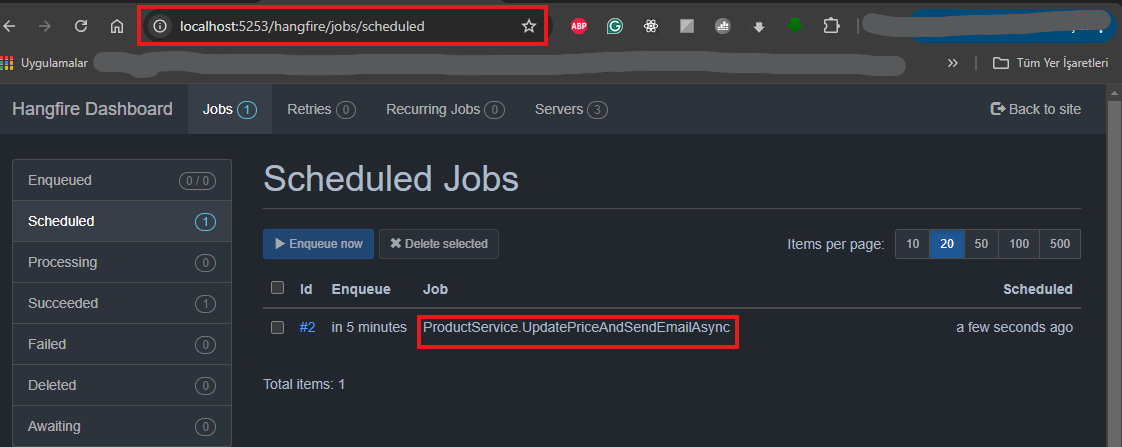 localhost:5253/hangfire/jobs/scheduled
ABP
Uygulamalar
Tüm Yer İşaretleri
Hangfire Dashboard Jobs 1 Retries 0 Recurring Jobs 0 Servers 3 Back to site
Enqueued 0 / 0
Scheduled 1
Processing 0
Succeeded 1
Failed 0
Deleted 0
Awaiting 0
Scheduled Jobs
Enqueue now Delete selected Items per page: 10 20 50 100 500
Id Enqueue Job Scheduled
#2 in 5 minutes ProductService.UpdatePriceAndSendEmailAsync a few seconds ago
Total items: 1